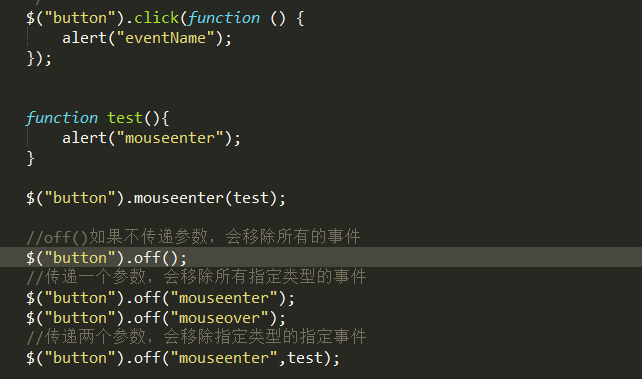 $("button").click(function () {
    alert("eventName");
});
function test(){
    alert("mouseenter");
}
$("button").mouseenter(test);
//off()如果不传递参数，会移除所有的事件
$("button").off();
//传递一个参数，会移除所有指定类型的事件
$("button").off("mouseenter");
$("button").off("mouseover");
//传递两个参数，会移除指定类型的指定事件
$("button").off("mouseenter",test);